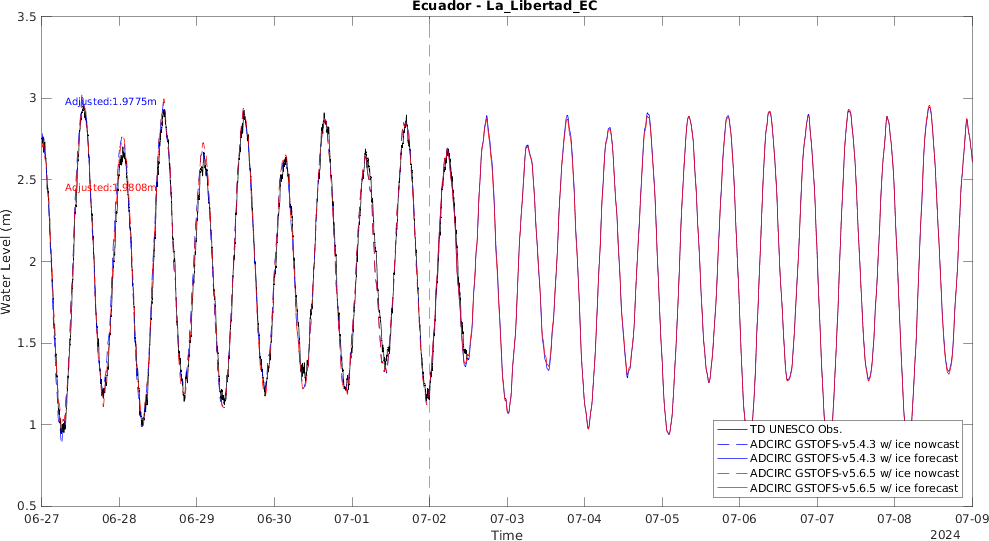 Ecuador - La_Libertad_EC
3.5
3
2.5
2
1.5
1
0.5
Water Level (m)
Adjusted:1.9775m
Adjusted:1.9808m
TD UNESCO Obs.
ADCIRC GSTOFS-v5.4.3 w/ ice nowcast
ADCIRC GSTOFS-v5.4.3 w/ ice forecast
ADCIRC GSTOFS-v5.6.5 w/ ice nowcast
ADCIRC GSTOFS-v5.6.5 w/ ice forecast
06-27 06-28 06-29 06-30 07-01 07-02 07-03 07-04 07-05 07-06 07-07 07-08 07-09
Time
2024